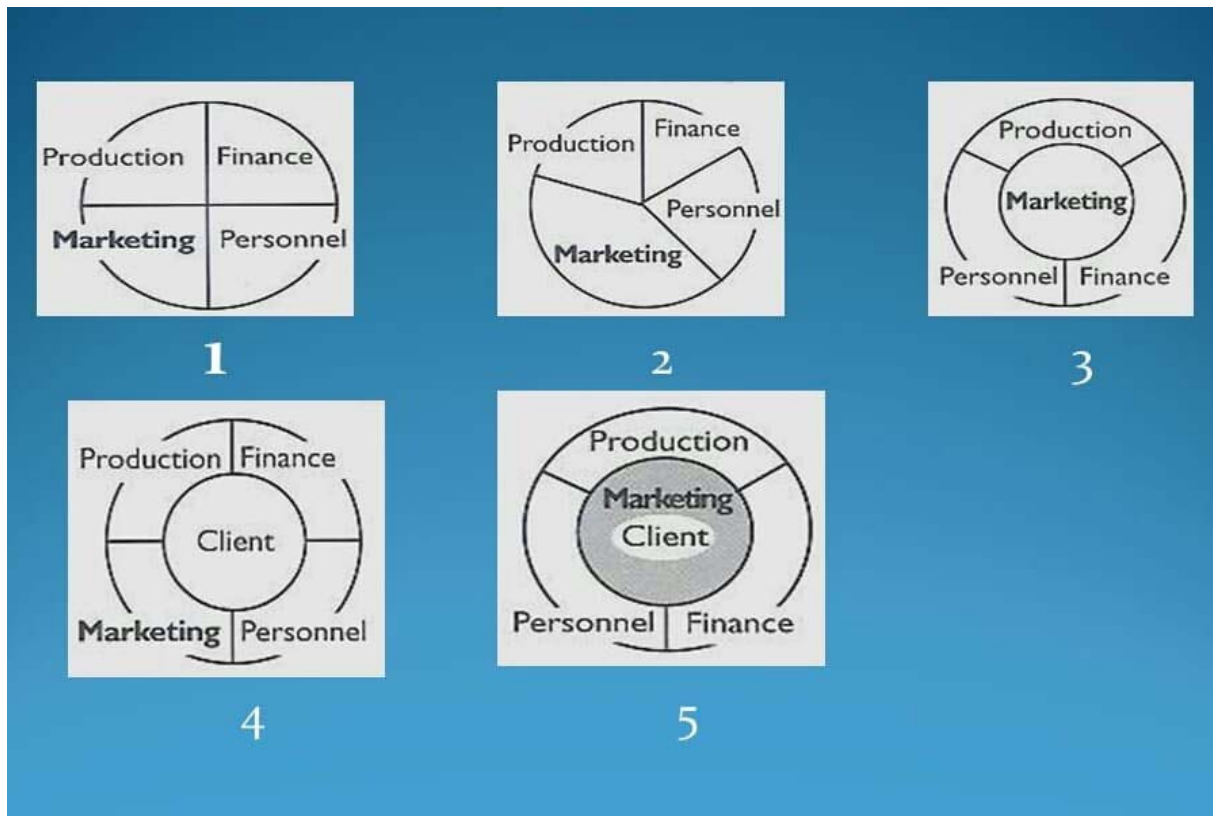 Production Finance
Marketing Personnel
1
Production Finance
Personnel
Marketing
2
Production
Marketing
Personnel Finance
3
Production Finance
Client
Marketing Personnel
4
Production
Marketing
Client
Personnel Finance
5